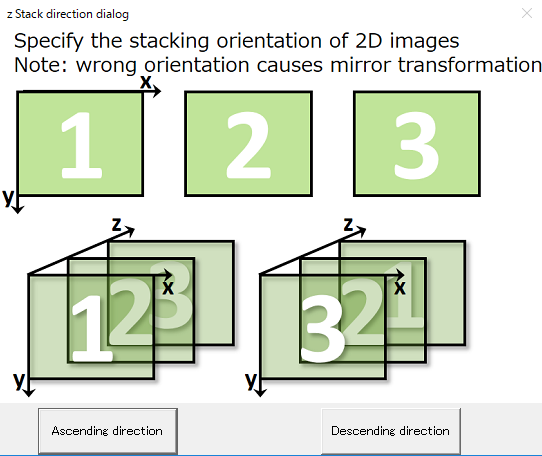 z Stack direction dialog
Specify the stacking orientation of 2D images
Note: wrong orientation causes mirror transformation
x
1 2 3
y
z z
x x
1 2 3 3 2 1
y y
Ascending direction Descending direction